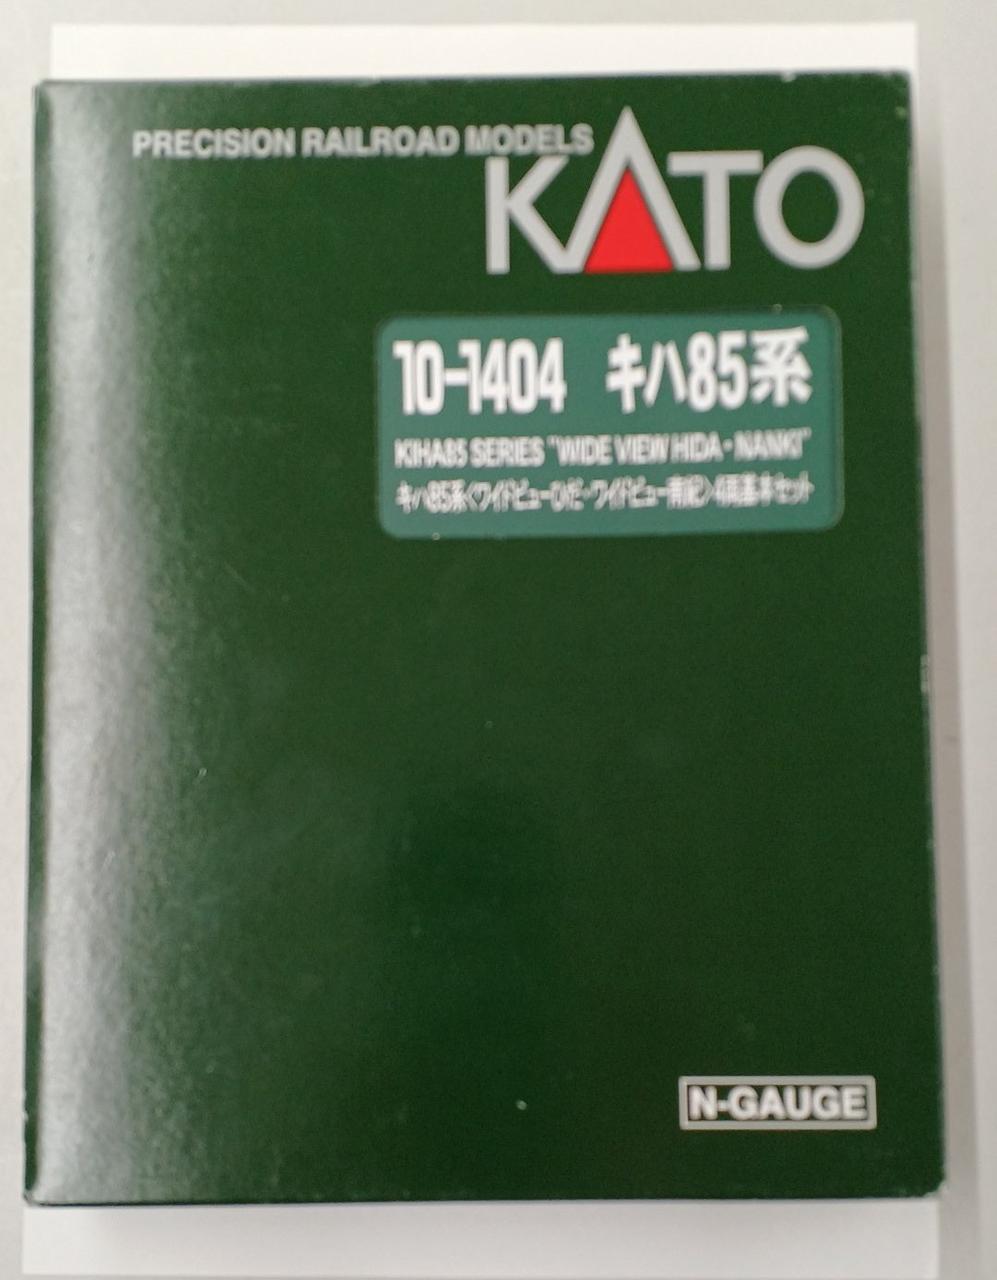 PRECISION RAILROAD MODELS
KATO
10-1404 キハ85系
KIHA85 SERIES "WIDE VIEW HIDA・NANKI"
キハ85系<ワイドビューひだ・ワイドビュー南紀>4両基本セット
N-GAUGE